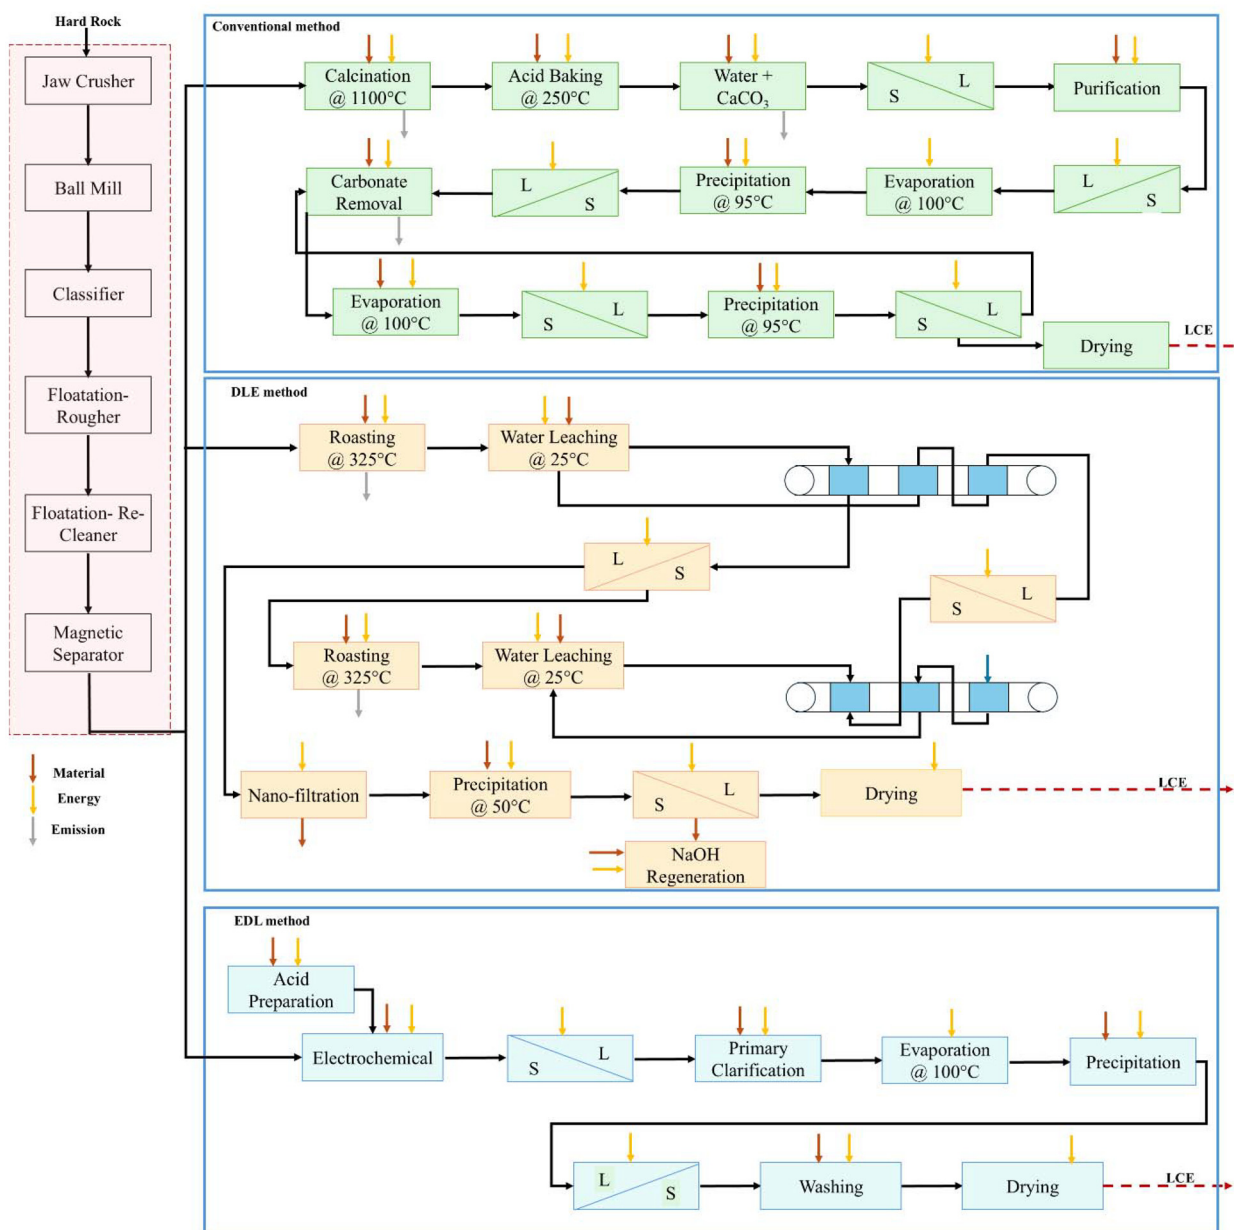 Hard Rock
Jaw Crusher
Ball Mill
Classifier
Floatation-
Rougher
Floatation- Re-
Cleaner
Magnetic
Separator
Material
Energy
Emission
Conventional method
Calcination
@ 1100°C
Acid Baking
@ 250°C
Water +
CaCO₃
L
S
Purification
Carbonate
Removal
L
S
Precipitation
@ 95°C
Evaporation
@ 100°C
L
S
Evaporation
@ 100°C
L
S
Precipitation
@ 95°C
L
S
Drying
LCE
DLE method
Roasting
@ 325°C
Water Leaching
@ 25°C
L
S
L
S
Roasting
@ 325°C
Water Leaching
@ 25°C
Nano-filtration
Precipitation
@ 50°C
L
S
Drying
LCE
NaOH
Regeneration
EDL method
Acid
Preparation
Electrochemical
L
S
Primary
Clarification
Evaporation
@ 100°C
Precipitation
L
S
Washing
Drying
LCE